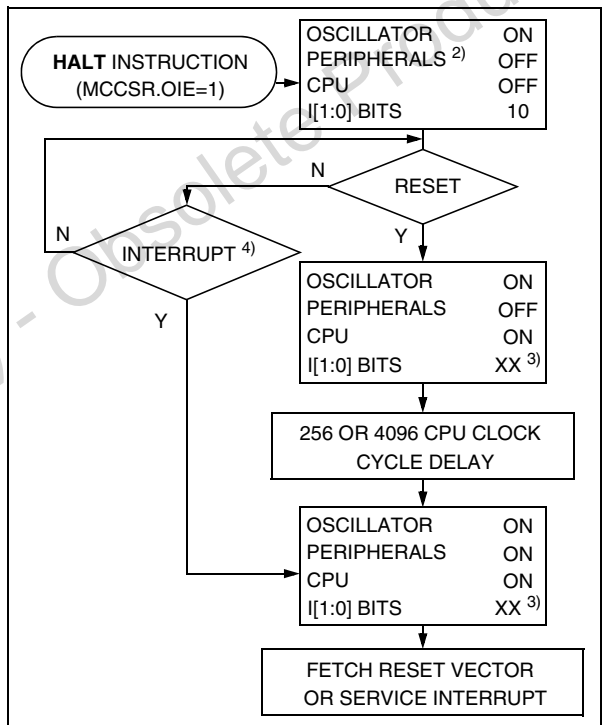 HALT INSTRUCTION
(MCCSR.OIE=1)
OSCILLATOR ON
PERIPHERALS 2) OFF
CPU OFF
I[1:0] BITS 10
RESET
N
Y
INTERRUPT 4)
N
Y
OSCILLATOR ON
PERIPHERALS OFF
CPU ON
I[1:0] BITS XX 3)
256 OR 4096 CPU CLOCK
CYCLE DELAY
OSCILLATOR ON
PERIPHERALS ON
CPU ON
I[1:0] BITS XX 3)
FETCH RESET VECTOR
OR SERVICE INTERRUPT
- Obsolete Produ